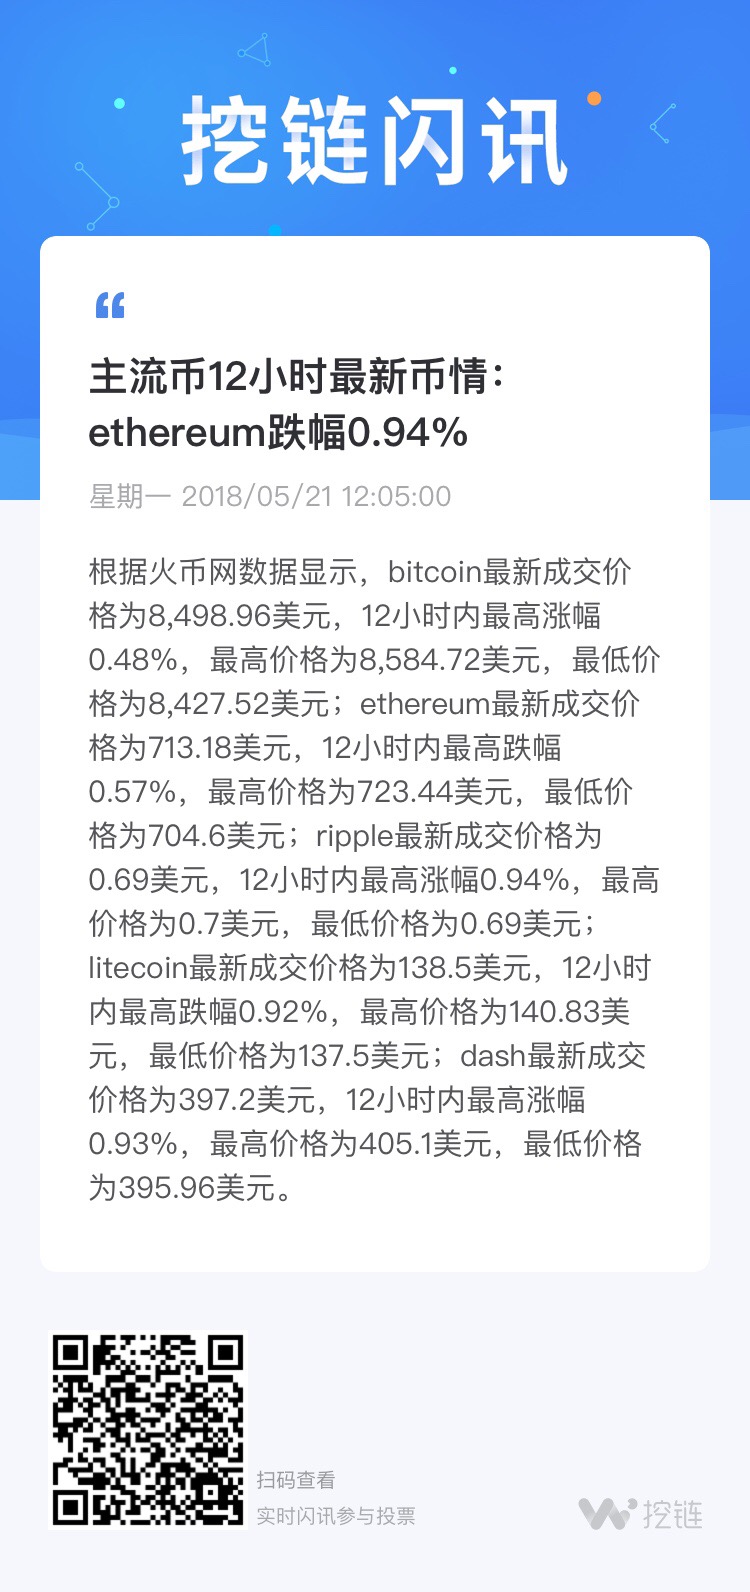 挖链闪讯
主流币12小时最新币情：
ethereum跌幅0.94%
星期一 2018/05/21 12:05:00
根据火币网数据显示，bitcoin最新成交价
格为8,498.96美元，12小时内最高涨幅
0.48%，最高价格为8,584.72美元，最低价
格为8,427.52美元；ethereum最新成交价
格为713.18美元，12小时内最高跌幅
0.57%，最高价格为723.44美元，最低价
格为704.6美元；ripple最新成交价格为
0.69美元，12小时内最高涨幅0.94%，最高
价格为0.7美元，最低价格为0.69美元；
litecoin最新成交价格为138.5美元，12小时
内最高跌幅0.92%，最高价格为140.83美
元，最低价格为137.5美元；dash最新成交
价格为397.2美元，12小时内最高涨幅
0.93%，最高价格为405.1美元，最低价格
为395.96美元。
扫码查看
实时闪讯参与投票
挖链